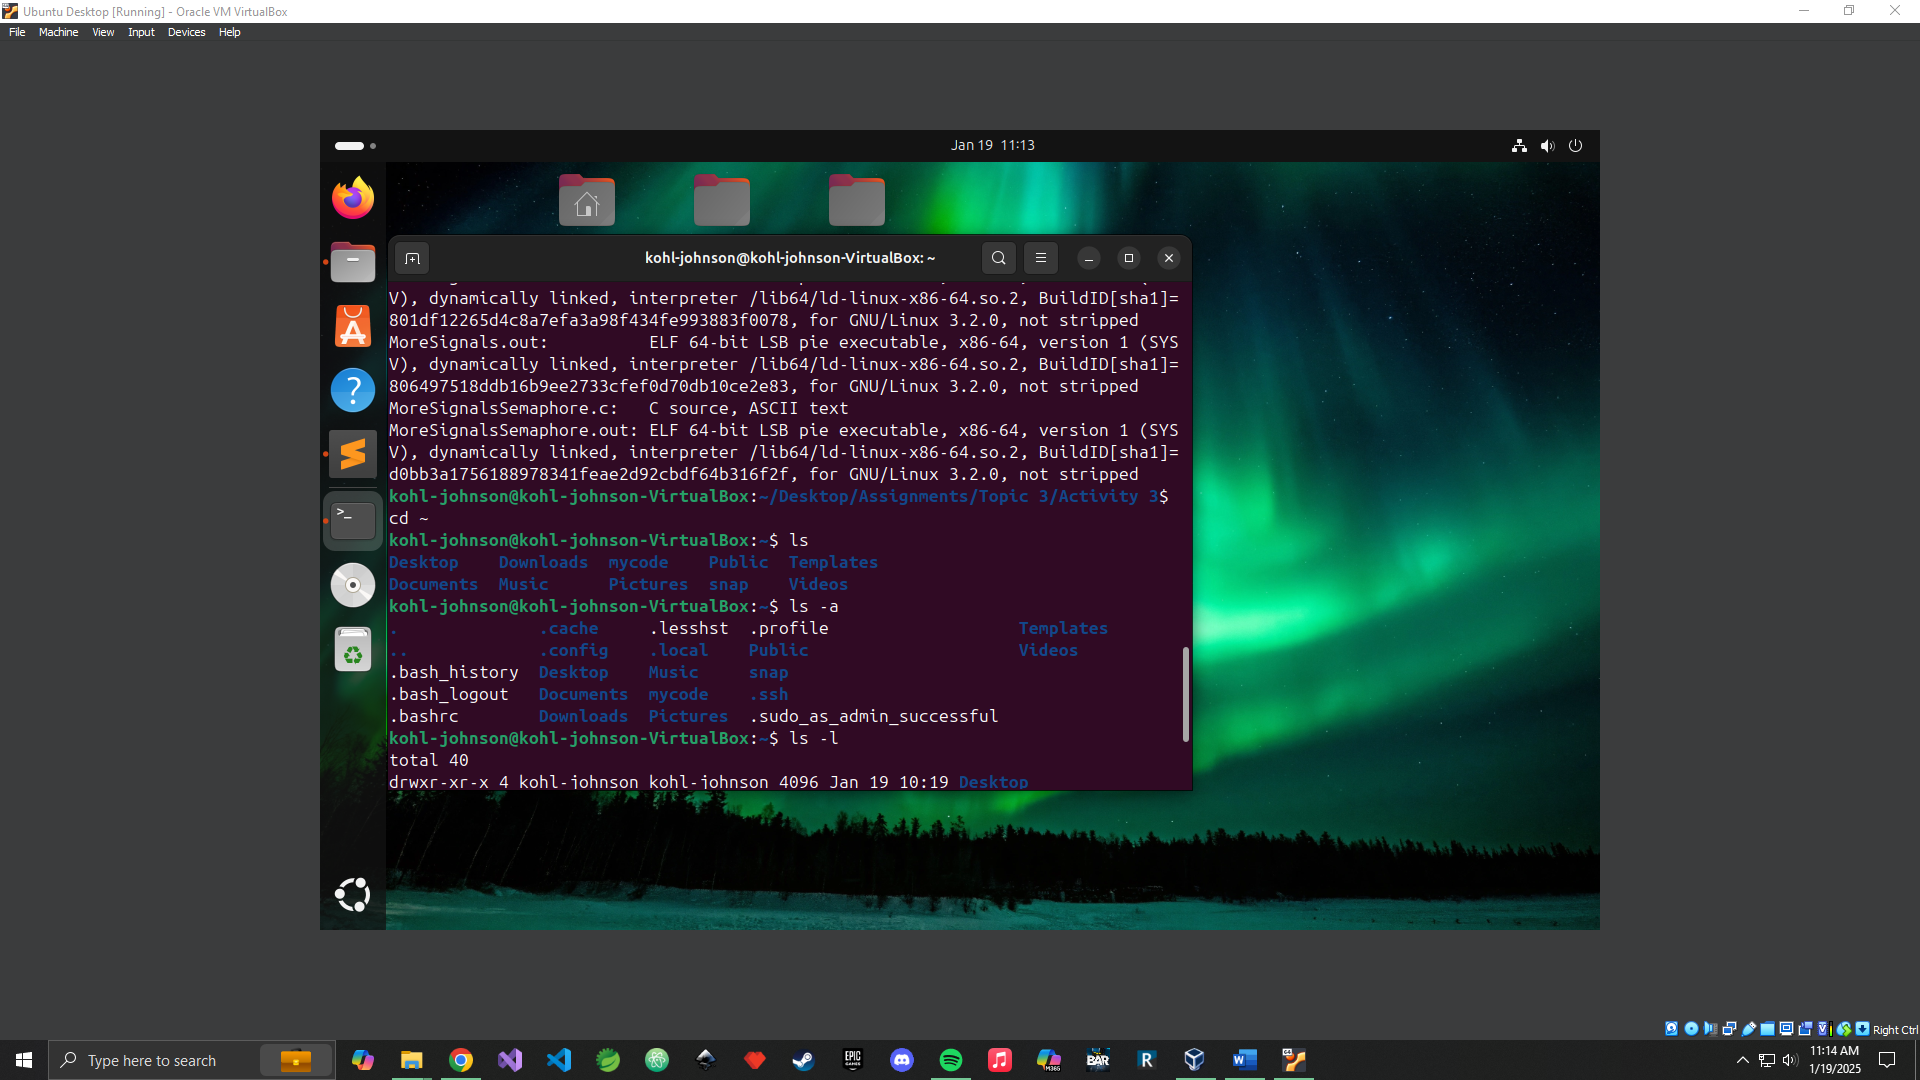 Ubuntu Desktop [Running] - Oracle VM VirtualBox
File Machine View Input Devices Help
Jan 19 11:13
kohl-johnson@kohl-johnson-VirtualBox: ~
V), dynamically linked, interpreter /lib64/ld-linux-x86-64.so.2, BuildID[sha1]=
801df12265d4c8a7efa3a98f434fe993883f0078, for GNU/Linux 3.2.0, not stripped
MoreSignals.out:          ELF 64-bit LSB pie executable, x86-64, version 1 (SYS
V), dynamically linked, interpreter /lib64/ld-linux-x86-64.so.2, BuildID[sha1]=
806497518ddb16b9ee2733cfef0d70db10ce2e83, for GNU/Linux 3.2.0, not stripped
MoreSignalsSemaphore.c:   C source, ASCII text
MoreSignalsSemaphore.out: ELF 64-bit LSB pie executable, x86-64, version 1 (SYS
V), dynamically linked, interpreter /lib64/ld-linux-x86-64.so.2, BuildID[sha1]=
d0bb3a1756188978341feae2d92cbdf64b316f2f, for GNU/Linux 3.2.0, not stripped
kohl-johnson@kohl-johnson-VirtualBox:~/Desktop/Assignments/Topic 3/Activity 3$
cd ~
kohl-johnson@kohl-johnson-VirtualBox:~$ ls
Desktop    Downloads  mycode    Public  Templates
Documents  Music      Pictures  snap    Videos
kohl-johnson@kohl-johnson-VirtualBox:~$ ls -a
.              .cache     .lesshst  .profile                   Templates
..             .config    .local    Public                     Videos
.bash_history  Desktop    Music     snap
.bash_logout   Documents  mycode    .ssh
.bashrc        Downloads  Pictures  .sudo_as_admin_successful
kohl-johnson@kohl-johnson-VirtualBox:~$ ls -l
total 40
drwxr-xr-x 4 kohl-johnson kohl-johnson 4096 Jan 19 10:19 Desktop
Right Ctrl
Type here to search
EPIC GAMES
M365
BAR
R
11:14 AM
1/19/2025